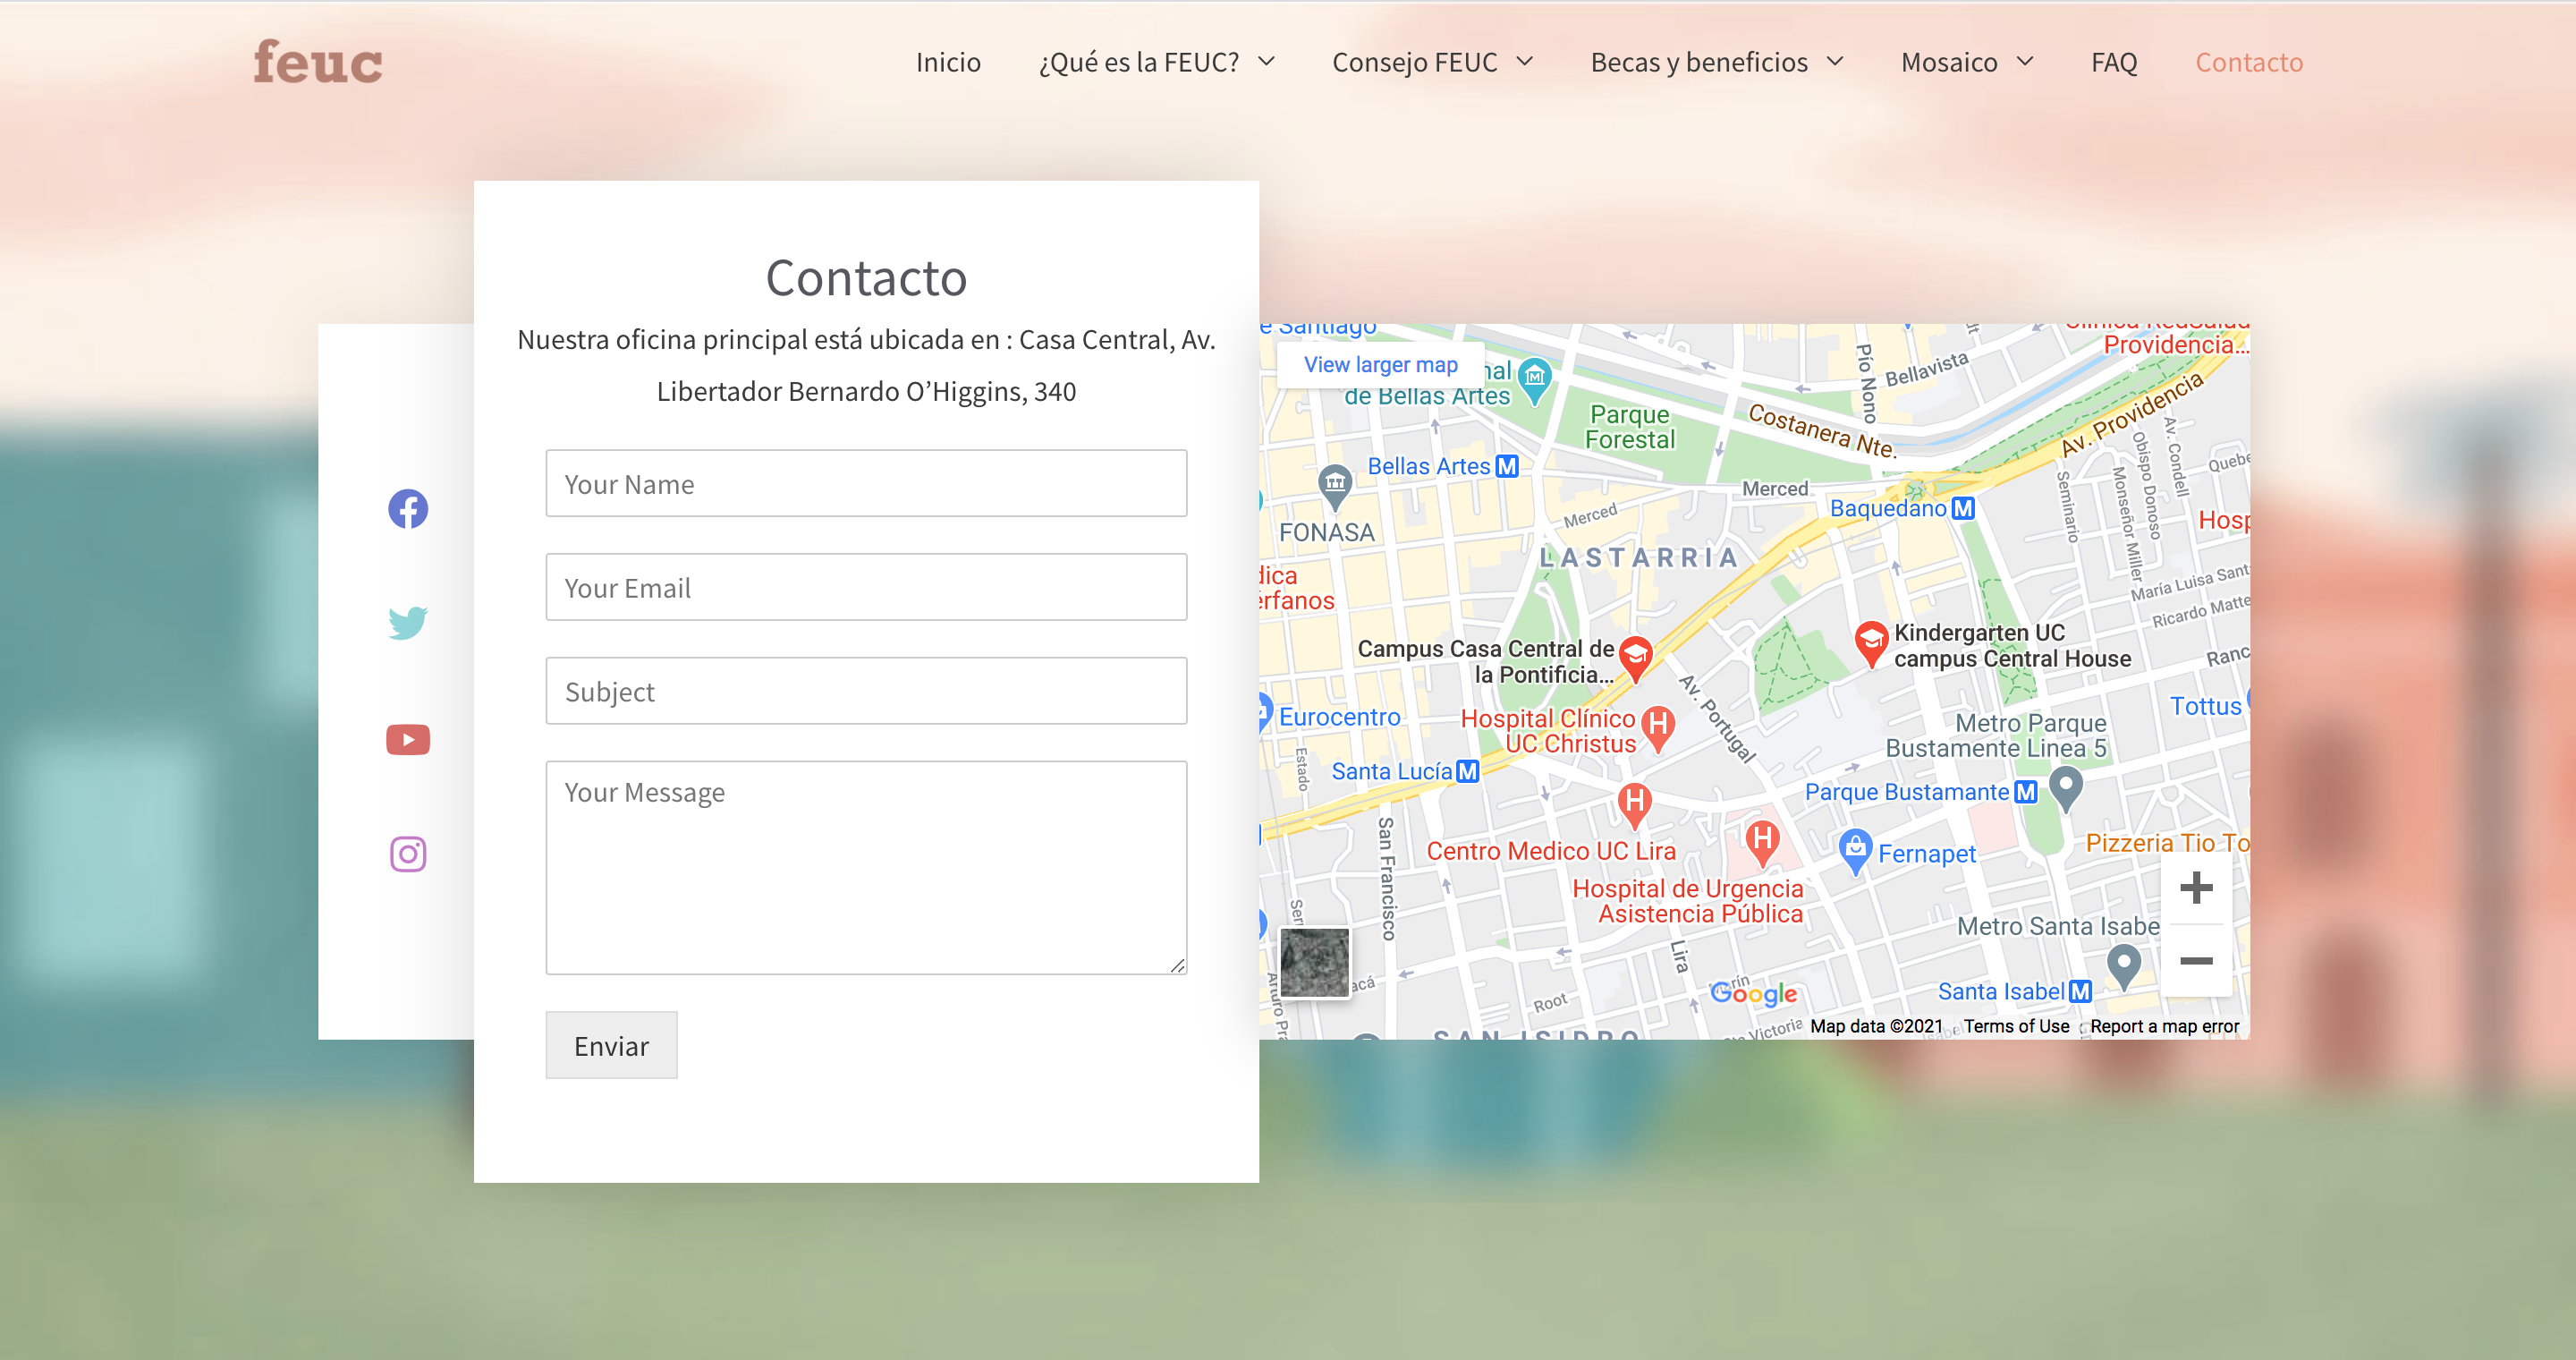 feuc
Inicio
¿Qué es la FEUC?
Consejo FEUC
Becas y beneficios
Mosaico
FAQ
Contacto
Contacto
Nuestra oficina principal está ubicada en : Casa Central, Av.
Libertador Bernardo O’Higgins, 340
Your Name
Your Email
Subject
Your Message
Enviar
e Santiago
View larger map
de Bellas Artes
Parque
Forestal
Pío Nono
Bellavista
Providencia...
Costanera Nte.
Av. Providencia
Av. Condell
Obispo Donoso
Monseñor Miller
Seminario
Bellas Artes M
FONASA
Merced
Merced
Baquedano M
LASTARRIA
María Luisa Sant
Ricardo Matte
Campus Casa Central de
la Pontificia...
Kindergarten UC
campus Central House
Av. Portugal
Eurocentro
Hospital Clínico
UC Christus
Tottus
Metro Parque
Bustamente Linea 5
Estado
Santa Lucía M
Parque Bustamante M
San Francisco
Centro Medico UC Lira
Fernapet
Pizzeria Tio To
Hospital de Urgencia
Asistencia Pública
Lira
Metro Santa Isabe
Santa Isabel M
Root
Google
SAN ISIDRO
Victoria
Map data ©2021
Terms of Use
Report a map error